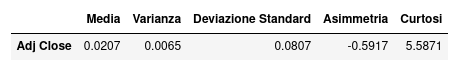 Media Varianza Deviazione Standard Asimmetria Curtosi
Adj Close 0.0207 0.0065 0.0807 -0.5917 5.5871